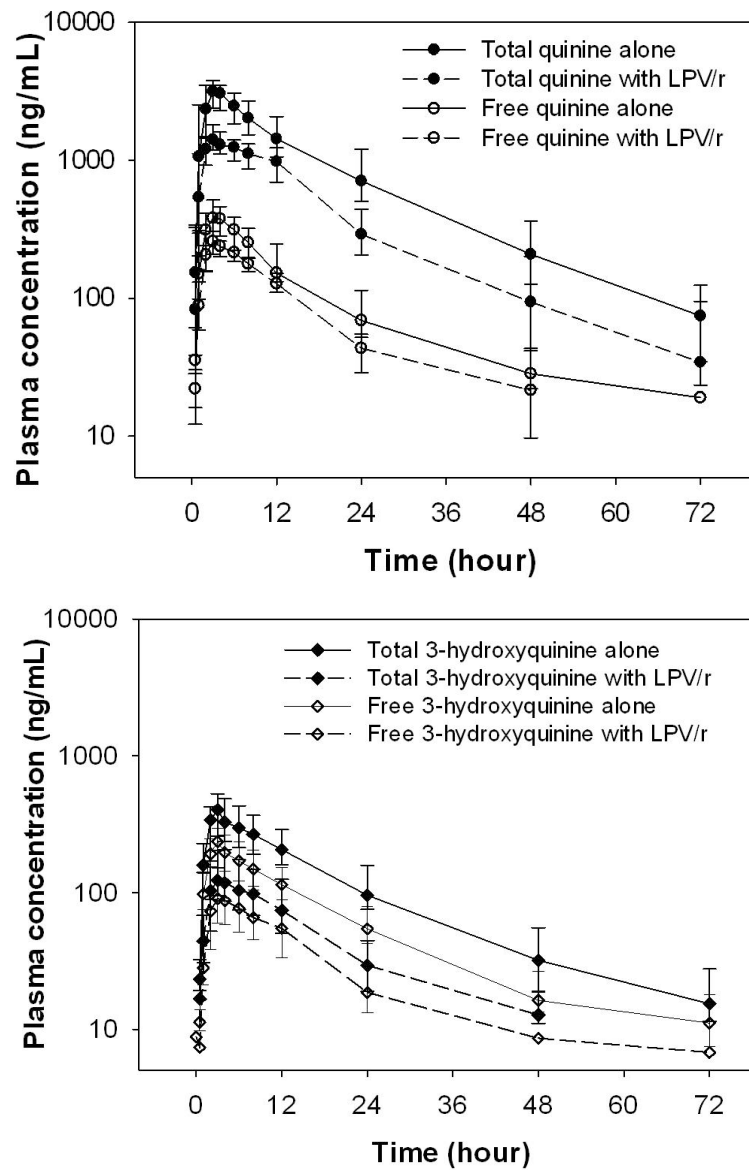 Plasma concentration (ng/mL)
10000
1000
100
10
Total quinine alone
Total quinine with LPV/r
Free quinine alone
Free quinine with LPV/r
0 12 24 36 48 60 72
Time (hour)
Plasma concentration (ng/mL)
10000
1000
100
10
Total 3-hydroxyquinine alone
Total 3-hydroxyquinine with LPV/r
Free 3-hydroxyquinine alone
Free 3-hydroxyquinine with LPV/r
0 12 24 36 48 60 72
Time (hour)